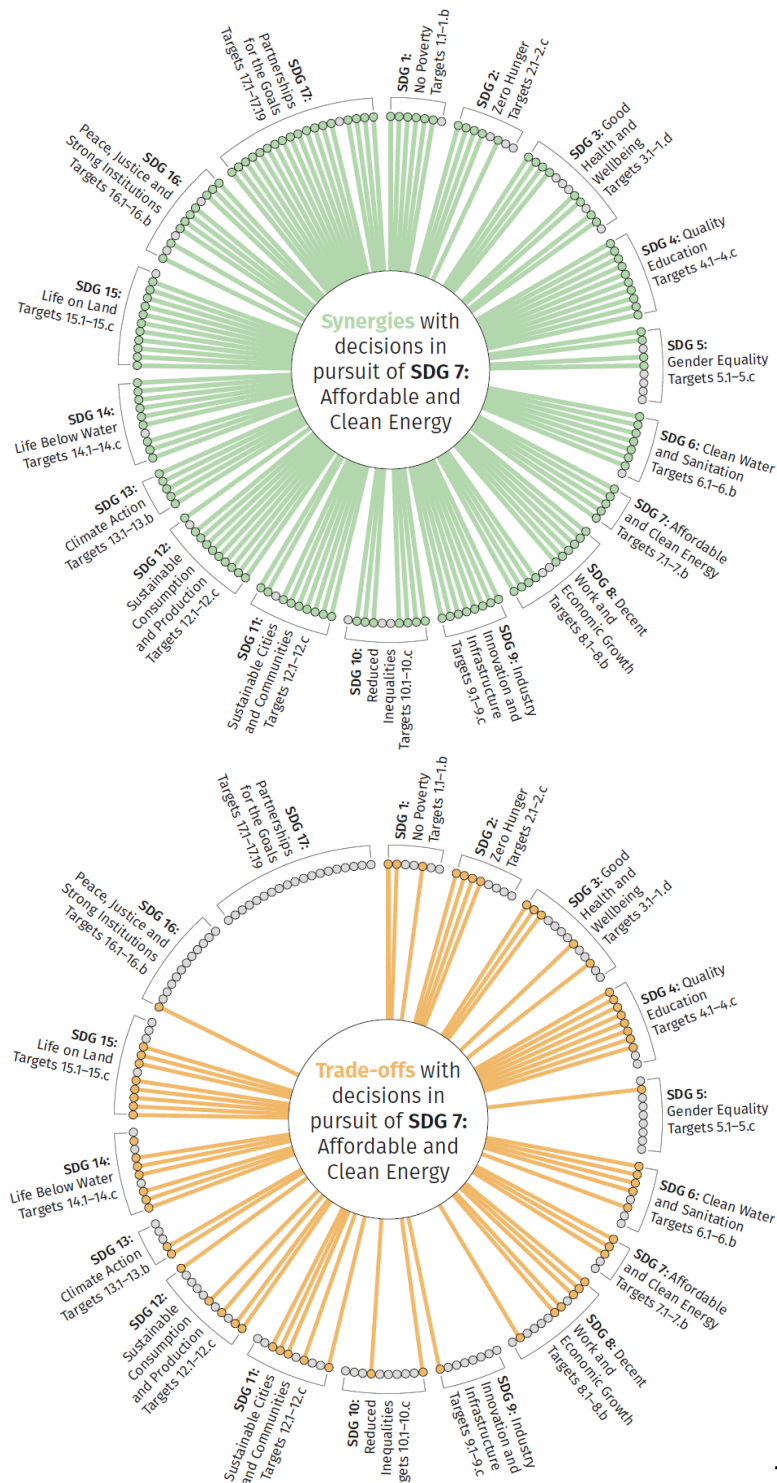 SDG 1:
No Poverty
Targets 1.1–1.b
SDG 2:
Zero Hunger
Targets 2.1–2.c
SDG 3: Good
Health and
Wellbeing
Targets 3.1–1.d
SDG 4: Quality
Education
Targets 4.1–4.c
SDG 5:
Gender Equality
Targets 5.1–5.c
SDG 6: Clean Water
and Sanitation
Targets 6.1–6.b
SDG 7: Affordable
and Clean Energy
Targets 7.1–7.b
SDG 8: Decent
Work and
Economic Growth
Targets 8.1–8.b
SDG 9: Industry
Innovation and
Infrastructure
Targets 9.1–9.c
SDG 10:
Reduced
Inequalities
Targets 10.1–10.c
SDG 11:
Sustainable Cities
and Communities
Targets 12.1–12.c
SDG 12:
Sustainable
Consumption
and Production
Targets 12.1–12.c
SDG 13:
Climate Action
Targets 13.1–13.b
SDG 14:
Life Below Water
Targets 14.1–14.c
SDG 15:
Life on Land
Targets 15.1–15.c
SDG 16:
Peace, Justice and
Strong Institutions
Targets 16.1–16.b
SDG 17:
Partnerships
for the Goals
Targets 17.1–17.19
Synergies with
decisions in
pursuit of SDG 7:
Affordable and
Clean Energy
SDG 1:
No Poverty
Targets 1.1–1.b
SDG 2:
Zero Hunger
Targets 2.1–2.c
SDG 3: Good
Health and
Wellbeing
Targets 3.1–1.d
SDG 4: Quality
Education
Targets 4.1–4.c
SDG 5:
Gender Equality
Targets 5.1–5.c
SDG 6: Clean Water
and Sanitation
Targets 6.1–6.b
SDG 7: Affordable
and Clean Energy
Targets 7.1–7.b
SDG 8: Decent
Work and
Economic Growth
Targets 8.1–8.b
SDG 9: Industry
Innovation and
Infrastructure
Targets 9.1–9.c
SDG 10:
Reduced
Inequalities
argets 10.1–10.c
SDG 11:
Sustainable Cities
and Communities
Targets 12.1–12.c
SDG 12:
Sustainable
Consumption
and Production
Targets 12.1–12.c
SDG 13:
Climate Action
Targets 13.1–13.b
SDG 14:
Life Below Water
Targets 14.1–14.c
SDG 15:
Life on Land
Targets 15.1–15.c
SDG 16:
Peace, Justice and
Strong Institutions
Targets 16.1–16.b
SDG 17:
Partnerships
for the Goals
Targets 17.1–17.19
Trade-offs with
decisions in
pursuit of SDG 7:
Affordable and
Clean Energy